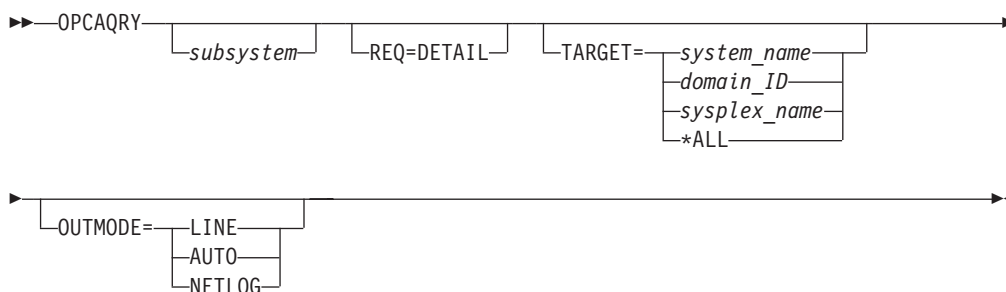 OPCAQRY
subsystem
REQ=DETAIL
TARGET= system_name
domain_ID
sysplex_name
*ALL
OUTMODE= LINE
AUTO
NETLOG